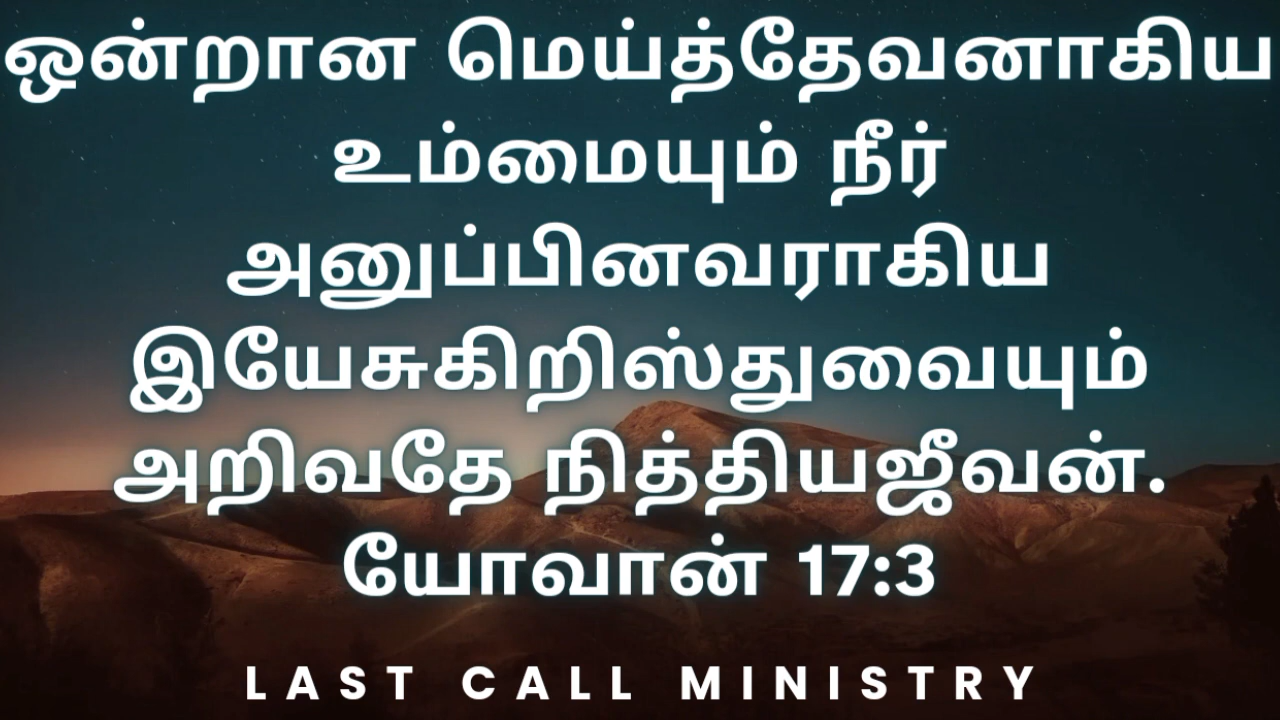 ஒன்றான மெய்த்தேவனாகிய
உம்மையும் நீர்
அனுப்பினவராகிய
இயேசுகிறிஸ்துவையும்
அறிவதே நித்தியஜீவன்.
யோவான் 17:3
LAST CALL MINISTRY